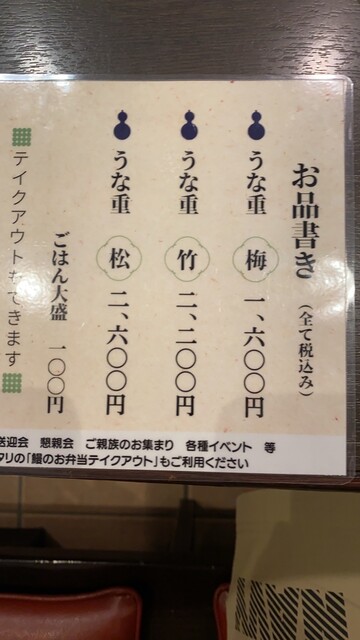 お品書き（全て税込み）
うな重 梅 一、六〇〇円
うな重 竹 二、二〇〇円
うな重 松 二、六〇〇円
ごはん大盛 一〇〇円
テイクアウトもできます
送迎会 懇親会 ご親族のお集まり 各種イベント 等
タリの「鰻のお弁当テイクアウト」もご利用ください